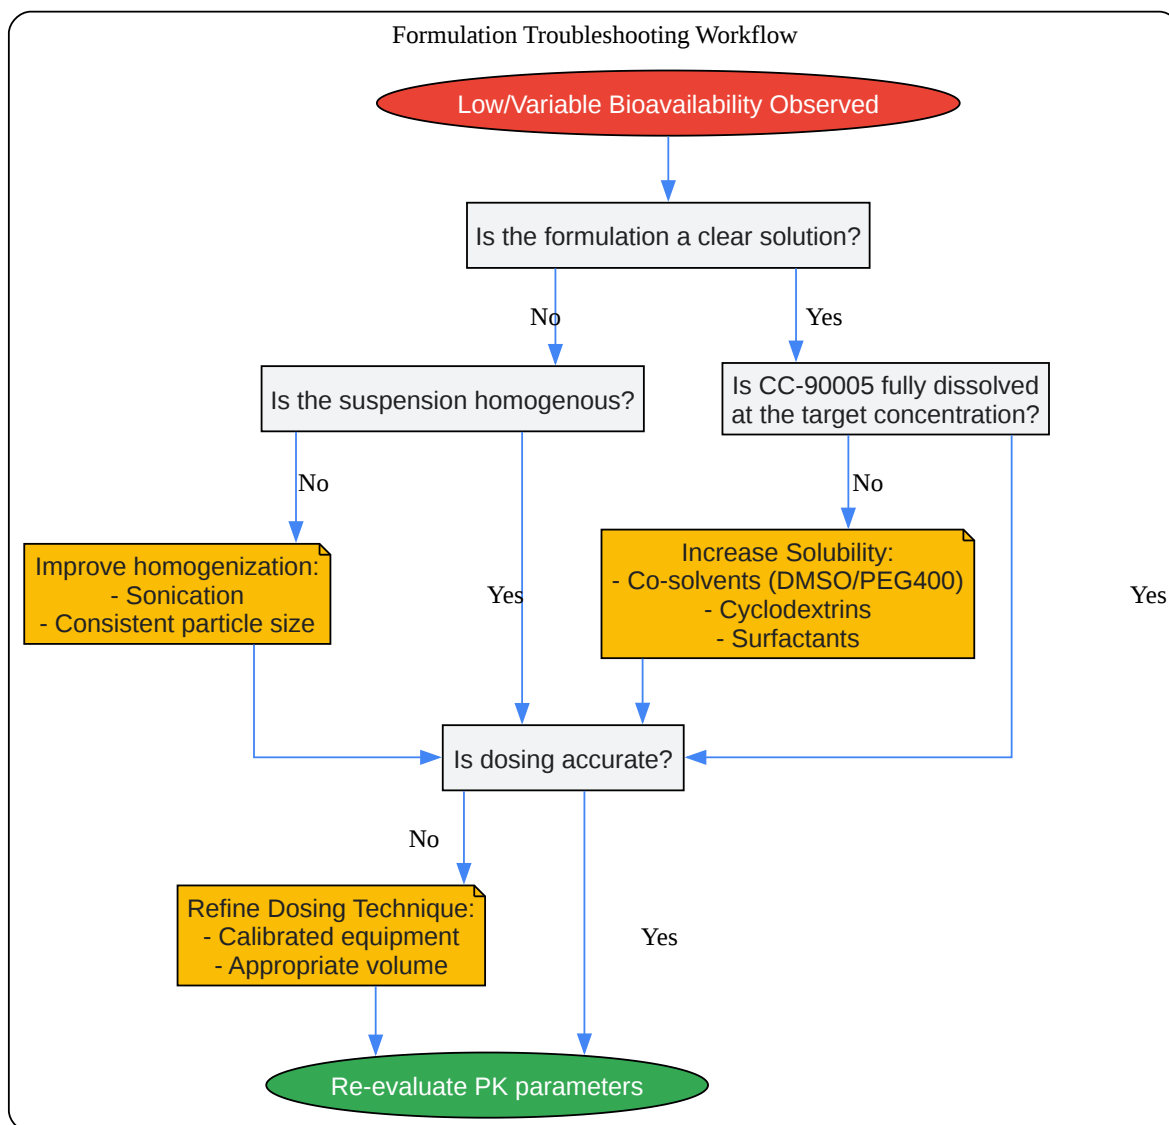 Formulation Troubleshooting Workflow
Low/Variable Bioavailability Observed
Is the formulation a clear solution?
No
Yes
Is the suspension homogenous?
Is CC-90005 fully dissolved
at the target concentration?
No
No
Improve homogenization:
- Sonication
- Consistent particle size
Increase Solubility:
- Co-solvents (DMSO/PEG400)
- Cyclodextrins
- Surfactants
Yes
Yes
Is dosing accurate?
No
Refine Dosing Technique:
- Calibrated equipment
- Appropriate volume
Yes
Re-evaluate PK parameters